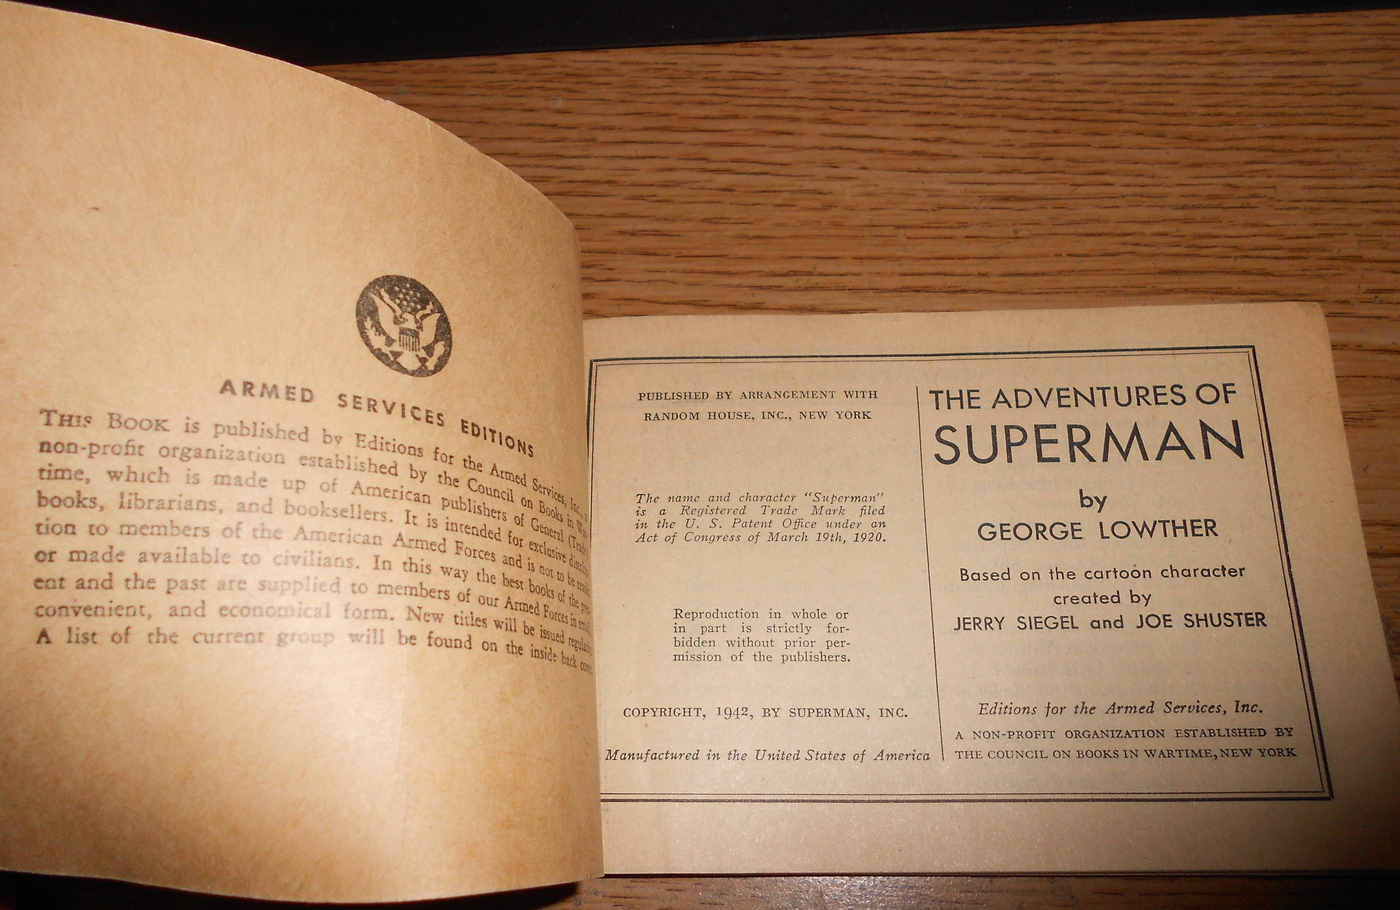 ARMED SERVICES EDITIONS
THIS BOOK is published by Editions for the Armed Services, Inc.,
non-profit organization established by the Council on Books in
time, which is made up of American publishers of General
books, librarians, and booksellers. It is intended for exclusive
tion to members of the American Armed Forces and is not to be
or made available to civilians. In this way the best books of the
ent and the past are supplied to members of our Armed Forces in
convenient, and economical form. New titles will be issued
A list of the current group will be found on the inside back
PUBLISHED BY ARRANGEMENT WITH
RANDOM HOUSE, INC., NEW YORK
The name and character "Superman"
is a Registered Trade Mark filed
in the U. S. Patent Office under an
Act of Congress of March 19th, 1920.
Reproduction in whole or
in part is strictly for-
bidden without prior per-
mission of the publishers.
COPYRIGHT, 1942, BY SUPERMAN, INC.
Manufactured in the United States of America
THE ADVENTURES OF
SUPERMAN
by
GEORGE LOWTHER
Based on the cartoon character
created by
JERRY SIEGEL and JOE SHUSTER
Editions for the Armed Services, Inc.
A NON-PROFIT ORGANIZATION ESTABLISHED BY
THE COUNCIL ON BOOKS IN WARTIME, NEW YORK